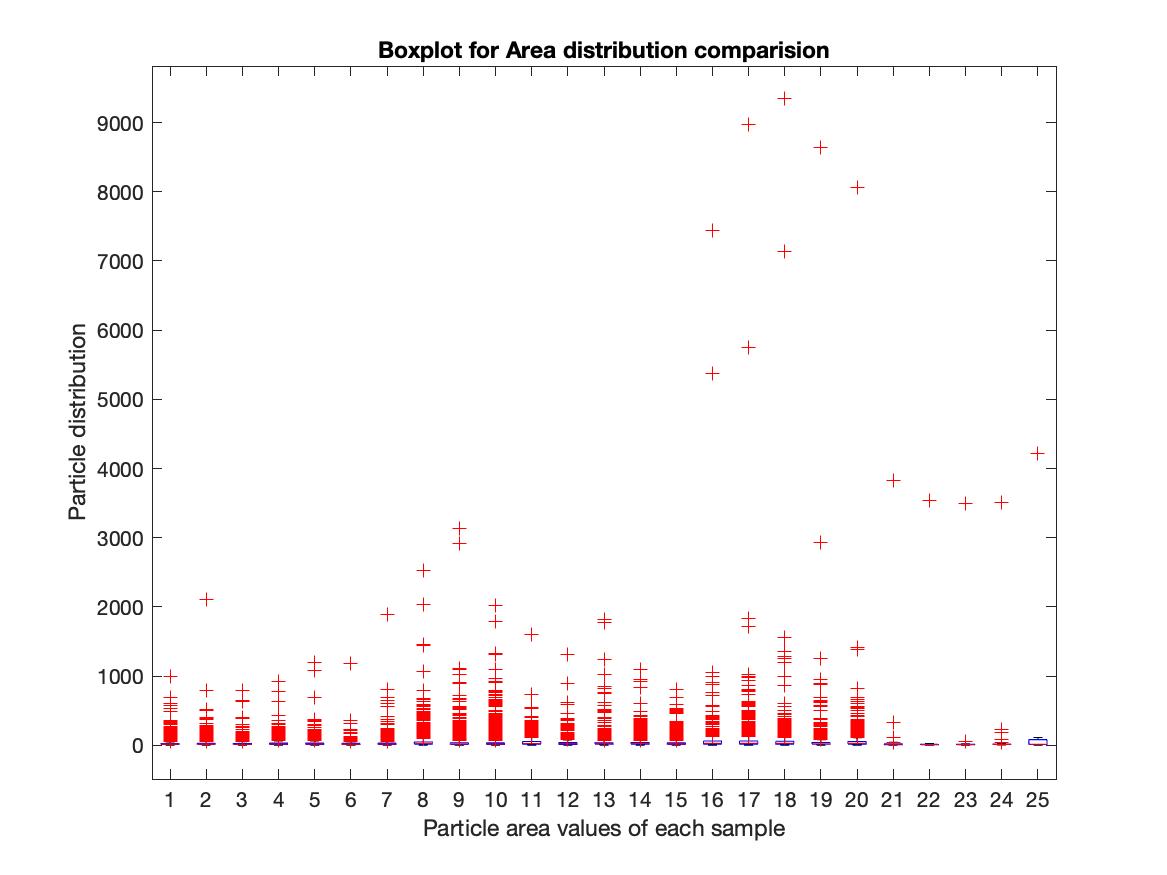 Boxplot for Area distribution comparision
9000
8000
7000
6000
5000
4000
3000
2000
1000
0
Particle distribution
1 2 3 4 5 6 7 8 9 10 11 12 13 14 15 16 17 18 19 20 21 22 23 24 25
Particle area values of each sample